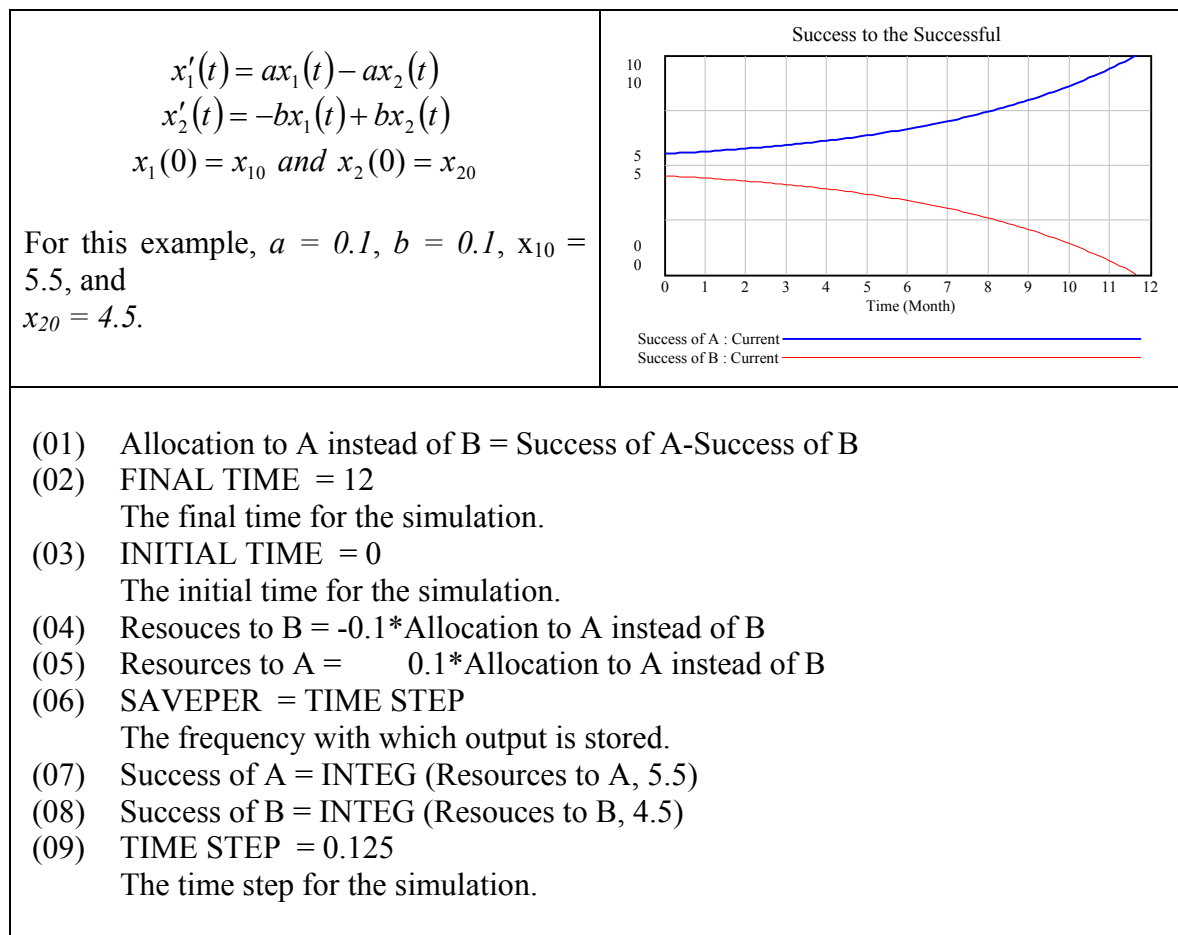 x₁′(t) = ax₁(t) − ax₂(t)
x₂′(t) = −bx₁(t) + bx₂(t)
x₁(0) = x₁₀ and x₂(0) = x₂₀
For this example, a = 0.1, b = 0.1, x₁₀ =
5.5, and
x₂₀ = 4.5.
Success to the Successful
10
10
5
5
0
0
0 1 2 3 4 5 6 7 8 9 10 11 12
Time (Month)
Success of A : Current
Success of B : Current
(01) Allocation to A instead of B = Success of A-Success of B
(02) FINAL TIME = 12
The final time for the simulation.
(03) INITIAL TIME = 0
The initial time for the simulation.
(04) Resouces to B = -0.1*Allocation to A instead of B
(05) Resources to A = 0.1*Allocation to A instead of B
(06) SAVEPER = TIME STEP
The frequency with which output is stored.
(07) Success of A = INTEG (Resources to A, 5.5)
(08) Success of B = INTEG (Resouces to B, 4.5)
(09) TIME STEP = 0.125
The time step for the simulation.